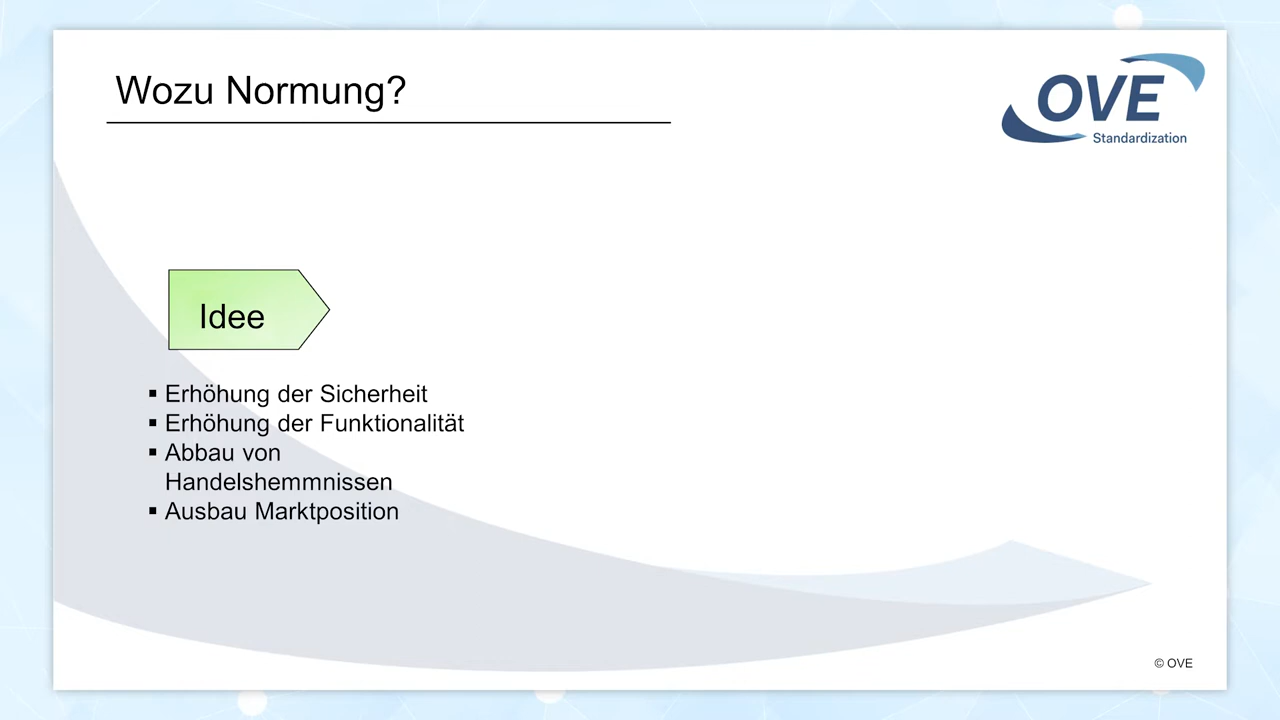 Wozu Normung?
OVE
Standardization
Idee
▪ Erhöhung der Sicherheit
▪ Erhöhung der Funktionalität
▪ Abbau von
Handelshemmnissen
▪ Ausbau Marktposition
© OVE